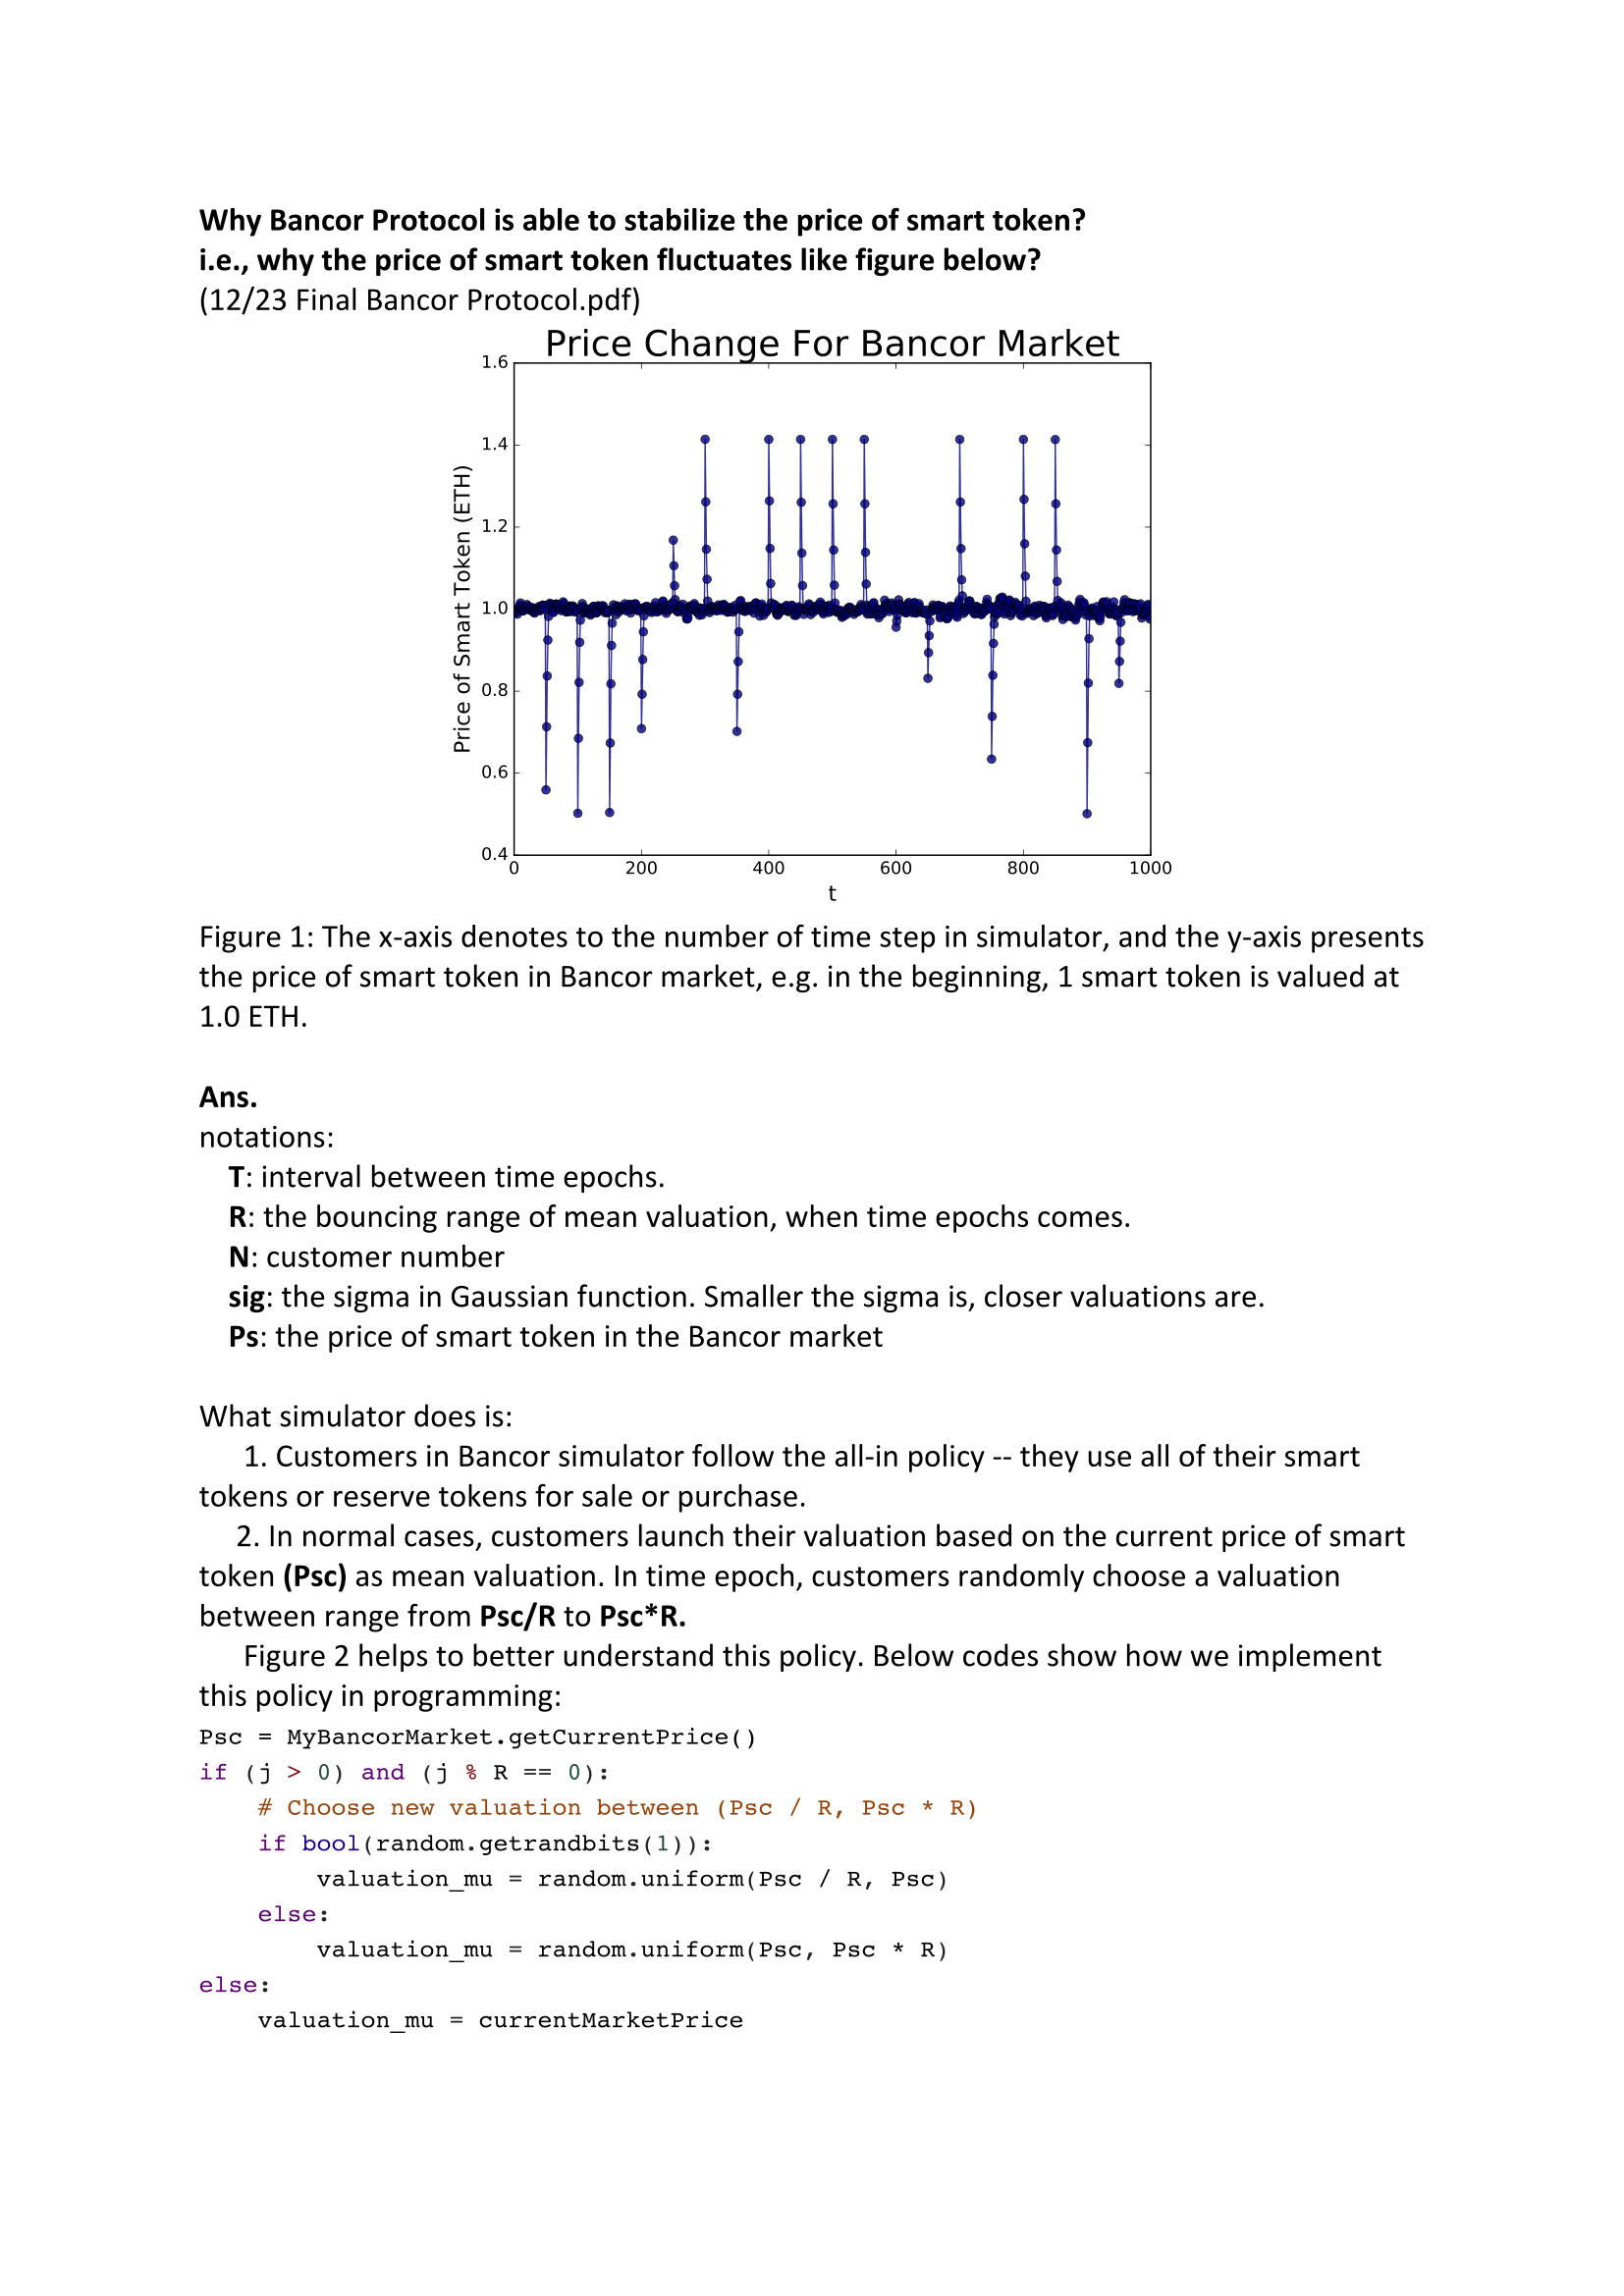 Why Bancor Protocol is able to stabilize the price of smart token?
i.e., why the price of smart token fluctuates like figure below?
(12/23 Final Bancor Protocol.pdf)
Price Change For Bancor Market
1.6
1.4
1.2
1.0
0.8
0.6
0.4
Price of Smart Token (ETH)
0 200 400 600 800 1000
t
Figure 1: The x-axis denotes to the number of time step in simulator, and the y-axis presents
the price of smart token in Bancor market, e.g. in the beginning, 1 smart token is valued at
1.0 ETH.
Ans.
notations:
T: interval between time epochs.
R: the bouncing range of mean valuation, when time epochs comes.
N: customer number
sig: the sigma in Gaussian function. Smaller the sigma is, closer valuations are.
Ps: the price of smart token in the Bancor market
What simulator does is:
1. Customers in Bancor simulator follow the all-in policy -- they use all of their smart
tokens or reserve tokens for sale or purchase.
2. In normal cases, customers launch their valuation based on the current price of smart
token (Psc) as mean valuation. In time epoch, customers randomly choose a valuation
between range from Psc/R to Psc*R.
Figure 2 helps to better understand this policy. Below codes show how we implement
this policy in programming:
Psc = MyBancorMarket.getCurrentPrice()
if (j > 0) and (j % R == 0):
    # Choose new valuation between (Psc / R, Psc * R)
    if bool(random.getrandbits(1)):
        valuation_mu = random.uniform(Psc / R, Psc)
    else:
        valuation_mu = random.uniform(Psc, Psc * R)
else:
    valuation_mu = currentMarketPrice